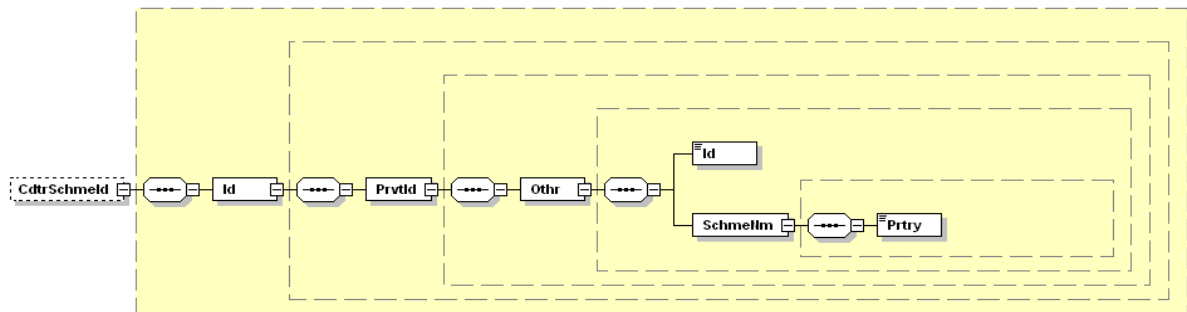 Id
CdtrSchmeId
Id
PrvtId
Othr
SchmeNm
Prtry